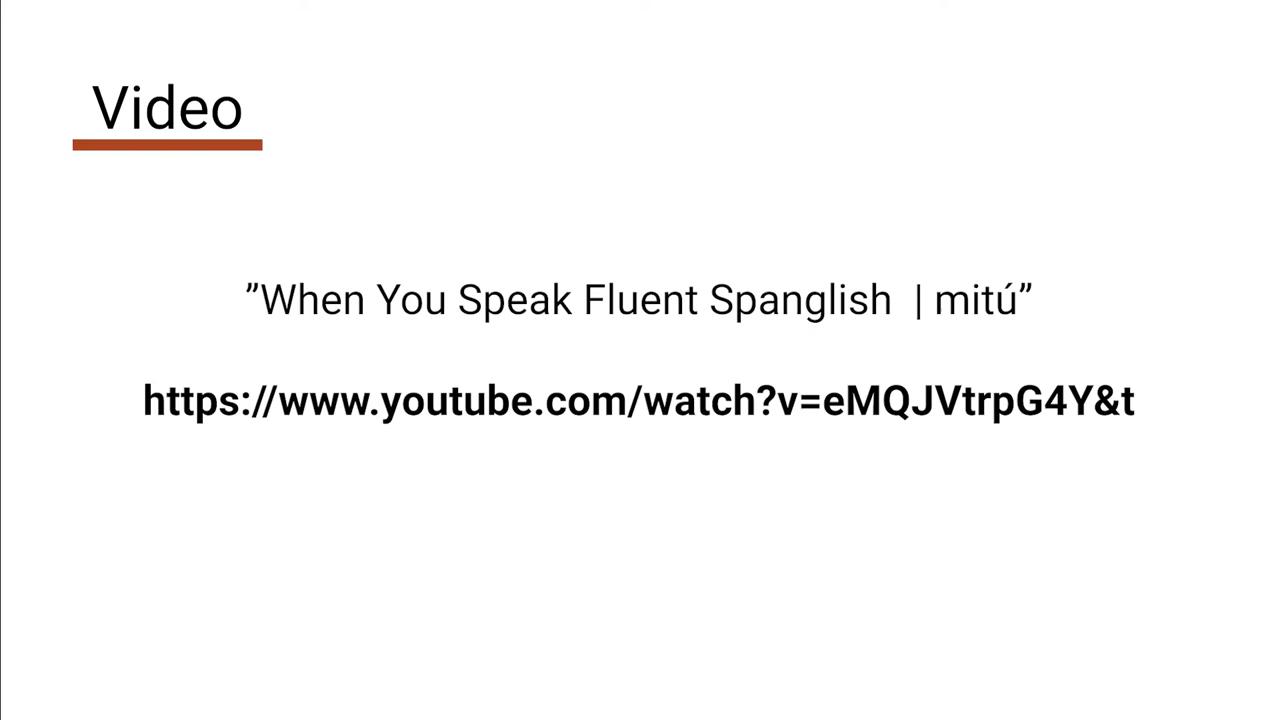 Video
”When You Speak Fluent Spanglish | mitú”
https://www.youtube.com/watch?v=eMQJVtrpG4Y&t